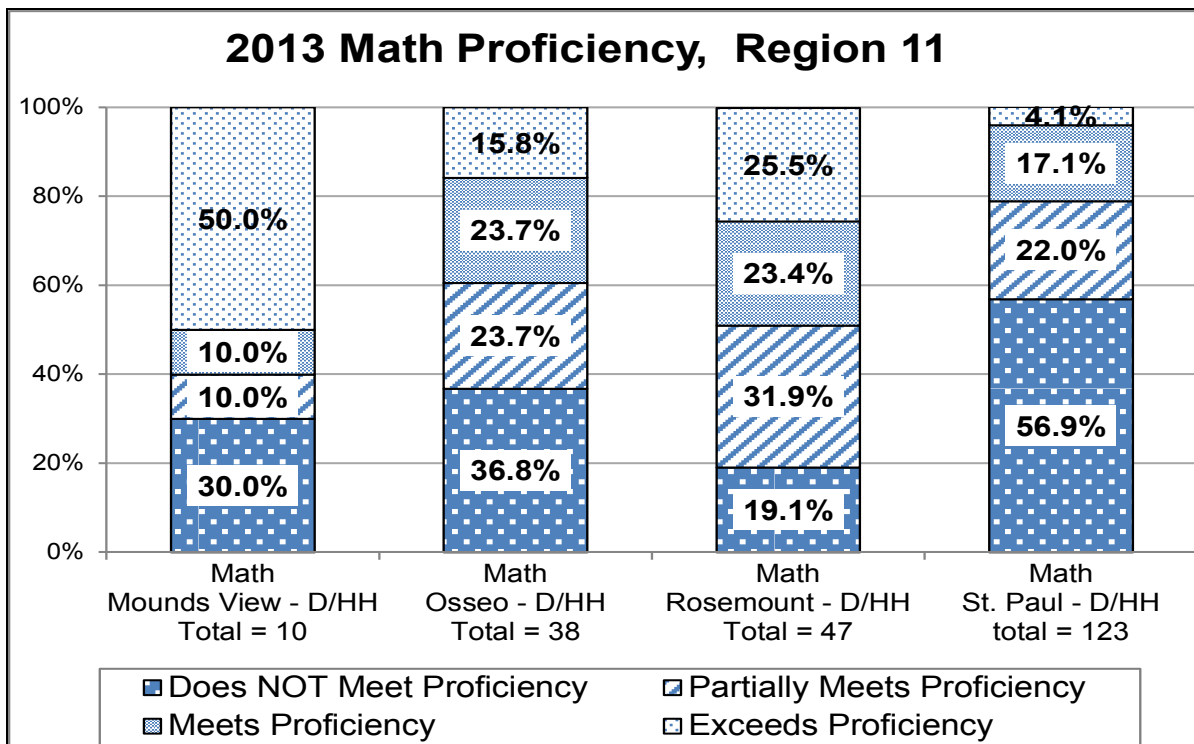 2013 Math Proficiency, Region 11
100%
80%
60%
40%
20%
0%
50.0%
10.0%
10.0%
30.0%
15.8%
23.7%
23.7%
36.8%
25.5%
23.4%
31.9%
19.1%
4.1%
17.1%
22.0%
56.9%
Math
Mounds View - D/HH
Total = 10
Math
Osseo - D/HH
Total = 38
Math
Rosemount - D/HH
Total = 47
Math
St. Paul - D/HH
total = 123
Does NOT Meet Proficiency
Partially Meets Proficiency
Meets Proficiency
Exceeds Proficiency